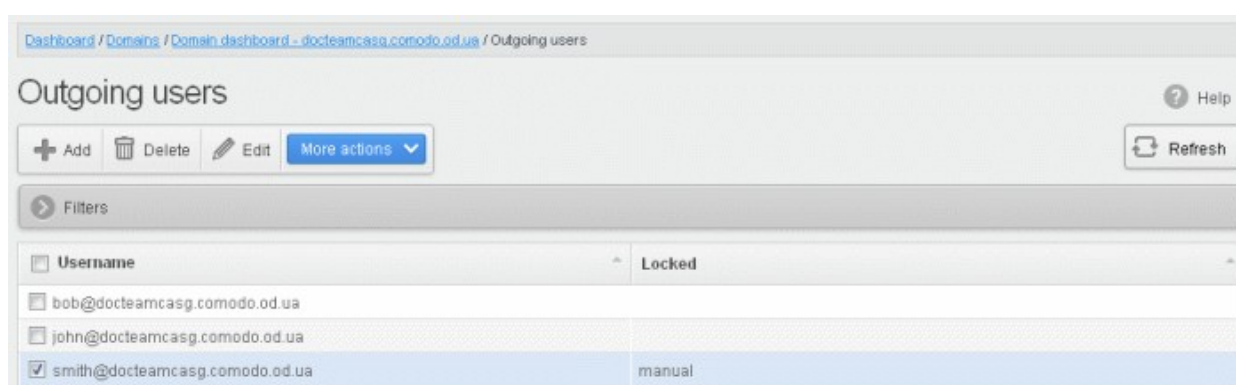 Dashboard / Domains / Domain dashboard - docteamcasg.comodo.od.ua / Outgoing users
Outgoing users
Help
Add Delete Edit More actions
Refresh
Filters
Username Locked
bob@docteamcasg.comodo.od.ua
john@docteamcasg.comodo.od.ua
smith@docteamcasg.comodo.od.ua manual